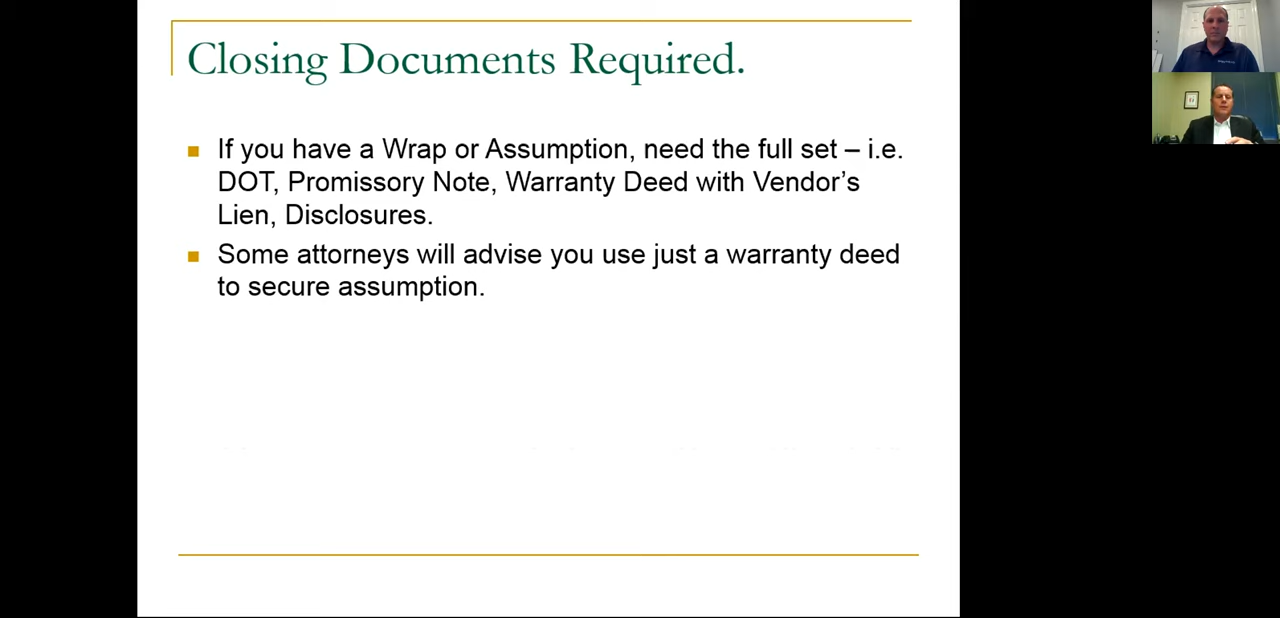 Closing Documents Required.
If you have a Wrap or Assumption, need the full set – i.e.
DOT, Promissory Note, Warranty Deed with Vendor’s
Lien, Disclosures.
Some attorneys will advise you use just a warranty deed
to secure assumption.